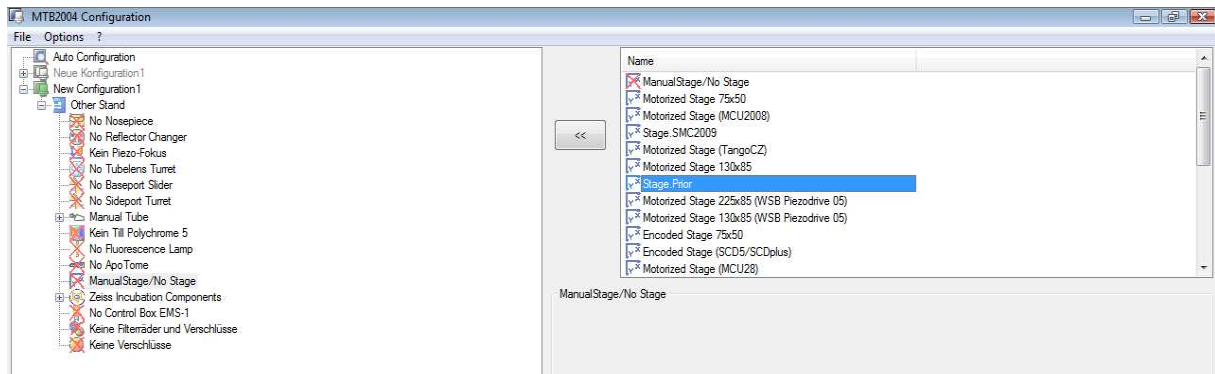 MTB2004 Configuration
File Options ?
Auto Configuration
Neue Konfiguration1
New Configuration1
Other Stand
No Nosepiece
No Reflector Changer
Kein Piezo-Fokus
No Tubelens Turret
No Baseport Slider
No Sideport Turret
Manual Tube
Kein Till Polychrome 5
No Fluorescence Lamp
No ApoTome
ManualStage/No Stage
Zeiss Incubation Components
No Control Box EMS-1
Keine Filterräder und Verschlüsse
Keine Verschlüsse
<<
Name
ManualStage/No Stage
Motorized Stage 75x50
Motorized Stage (MCU2008)
Stage.SMC2009
Motorized Stage (TangoCZ)
Motorized Stage 130x85
Stage.Prior
Motorized Stage 225x85 (WSB Piezodrive 05)
Motorized Stage 130x85 (WSB Piezodrive 05)
Encoded Stage 75x50
Encoded Stage (SCD5/SCDplus)
Motorized Stage (MCU28)
ManualStage/No Stage